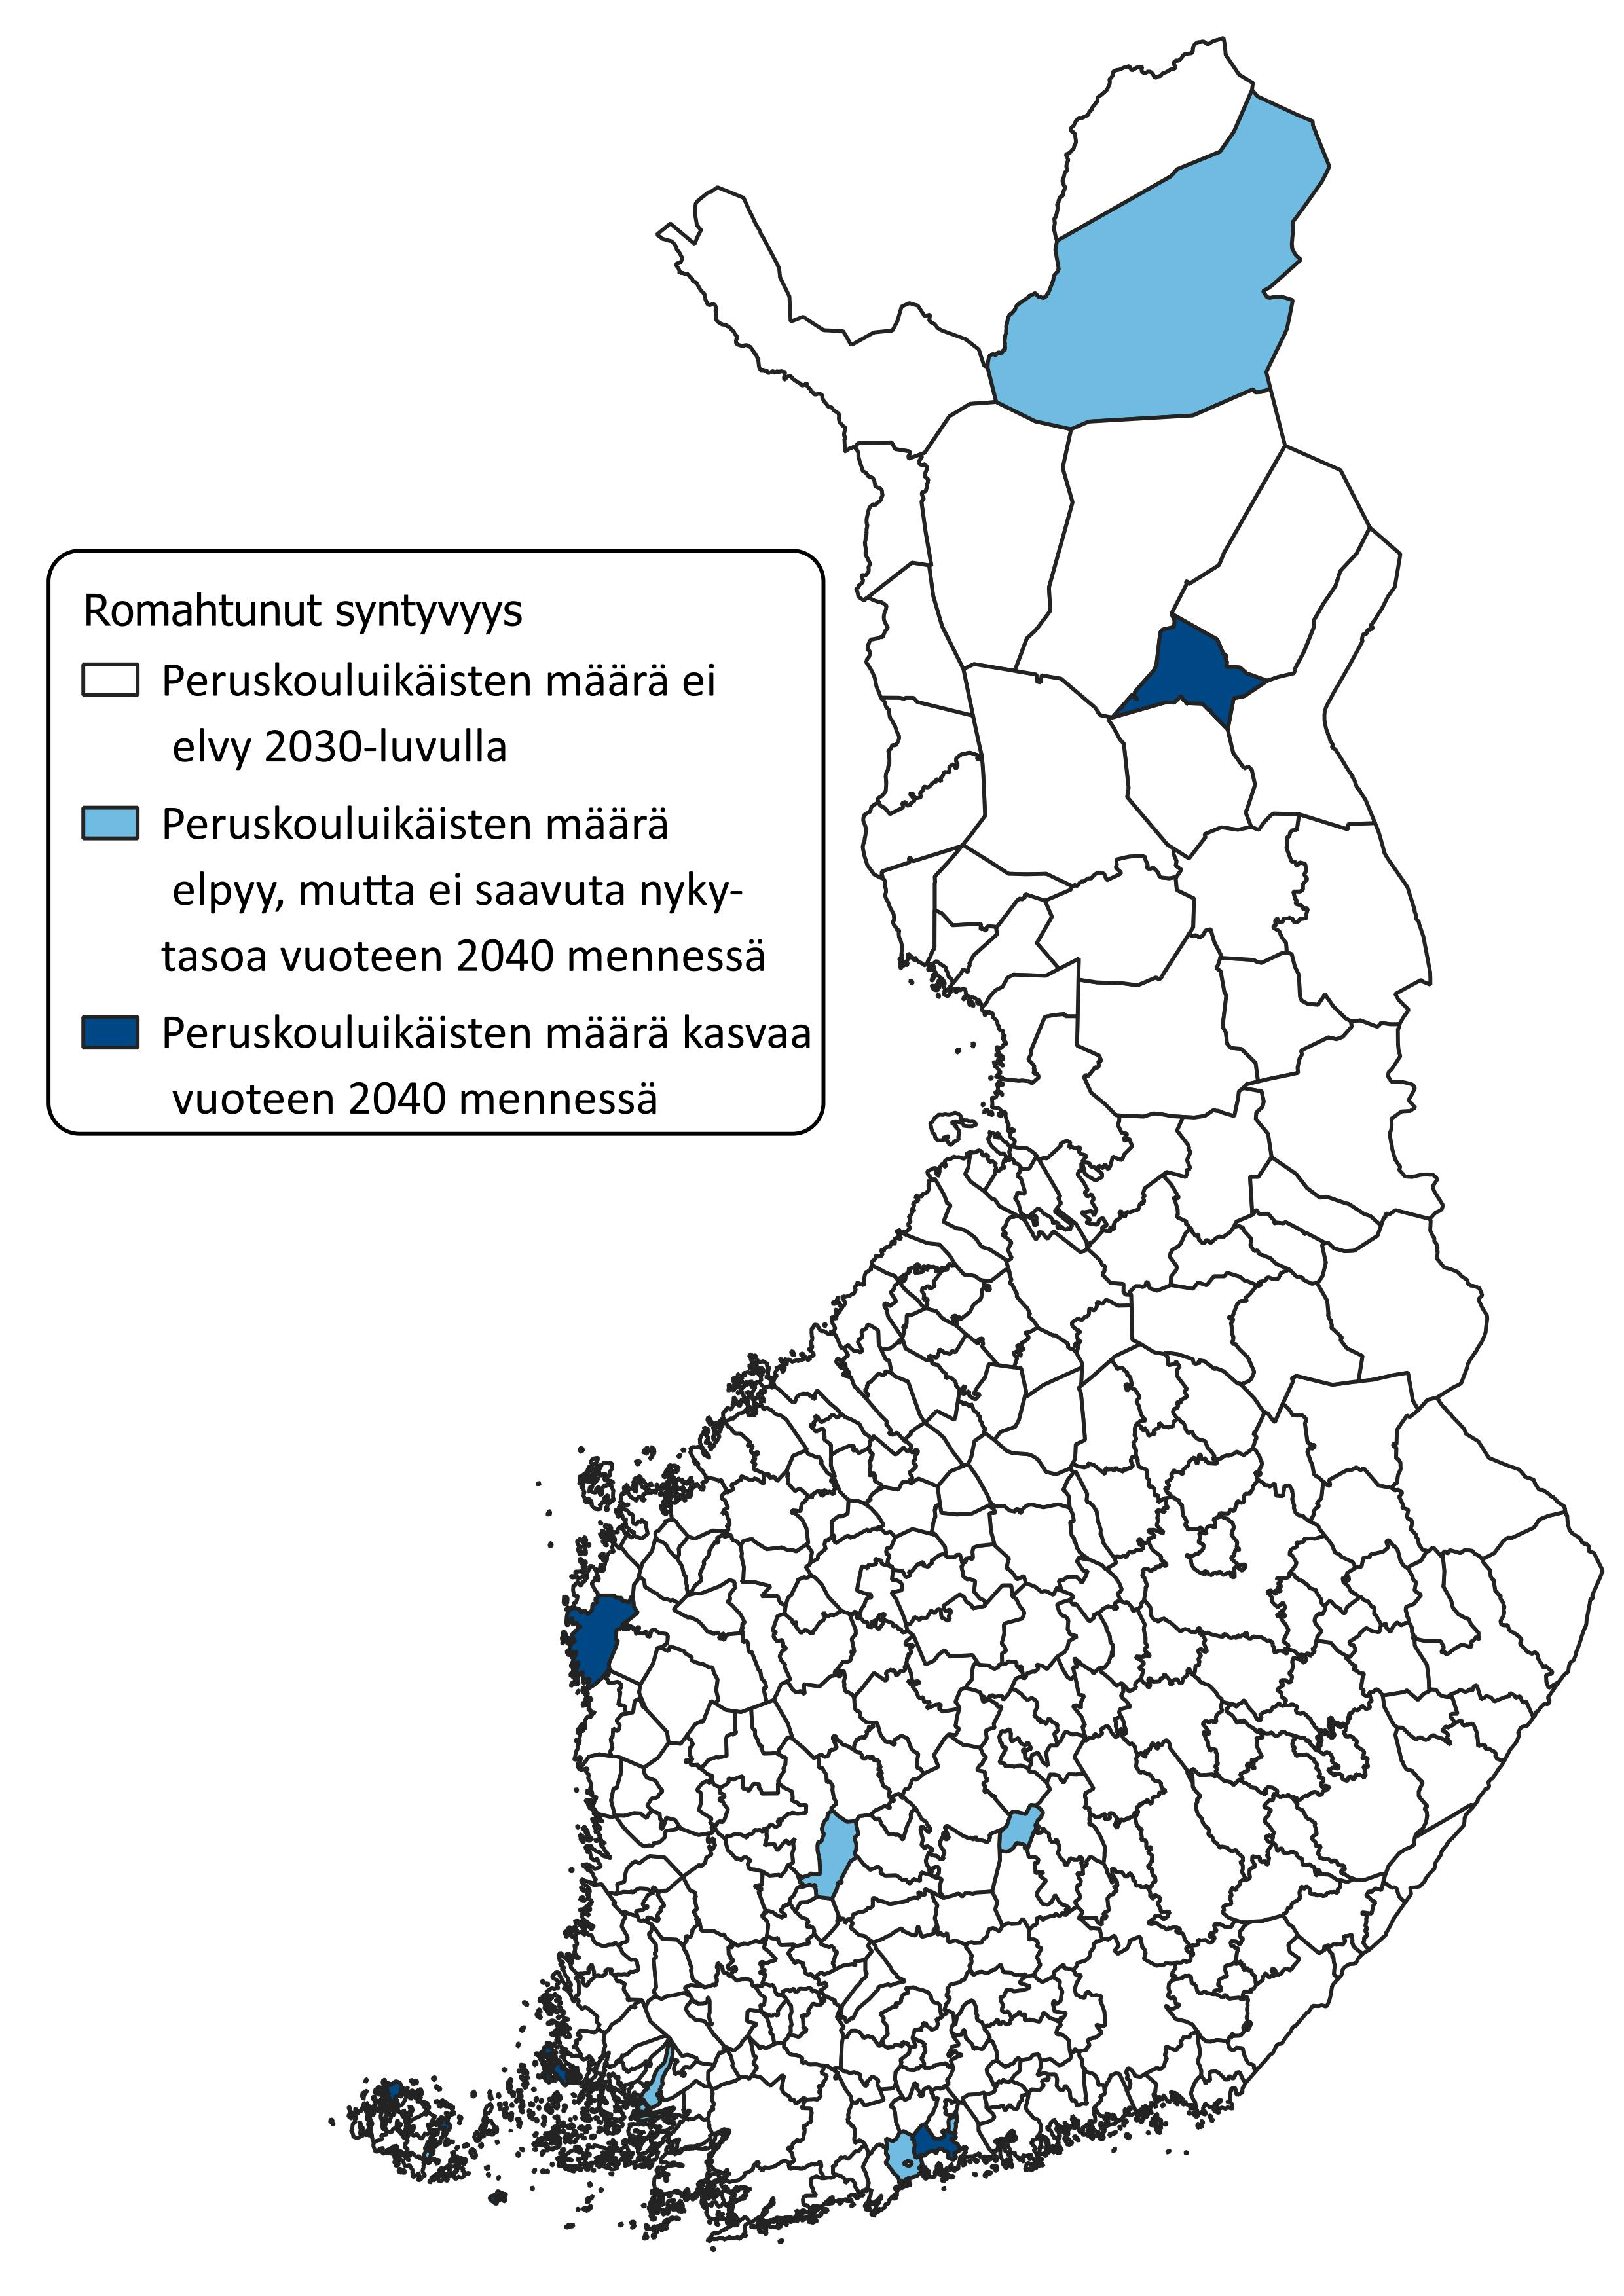 Romahtunut syntyvyys
Peruskouluikäisten määrä ei
elvy 2030-luvulla
Peruskouluikäisten määrä
elpyy, mutta ei saavuta nyky-
tasoa vuoteen 2040 mennessä
Peruskouluikäisten määrä kasvaa
vuoteen 2040 mennessä